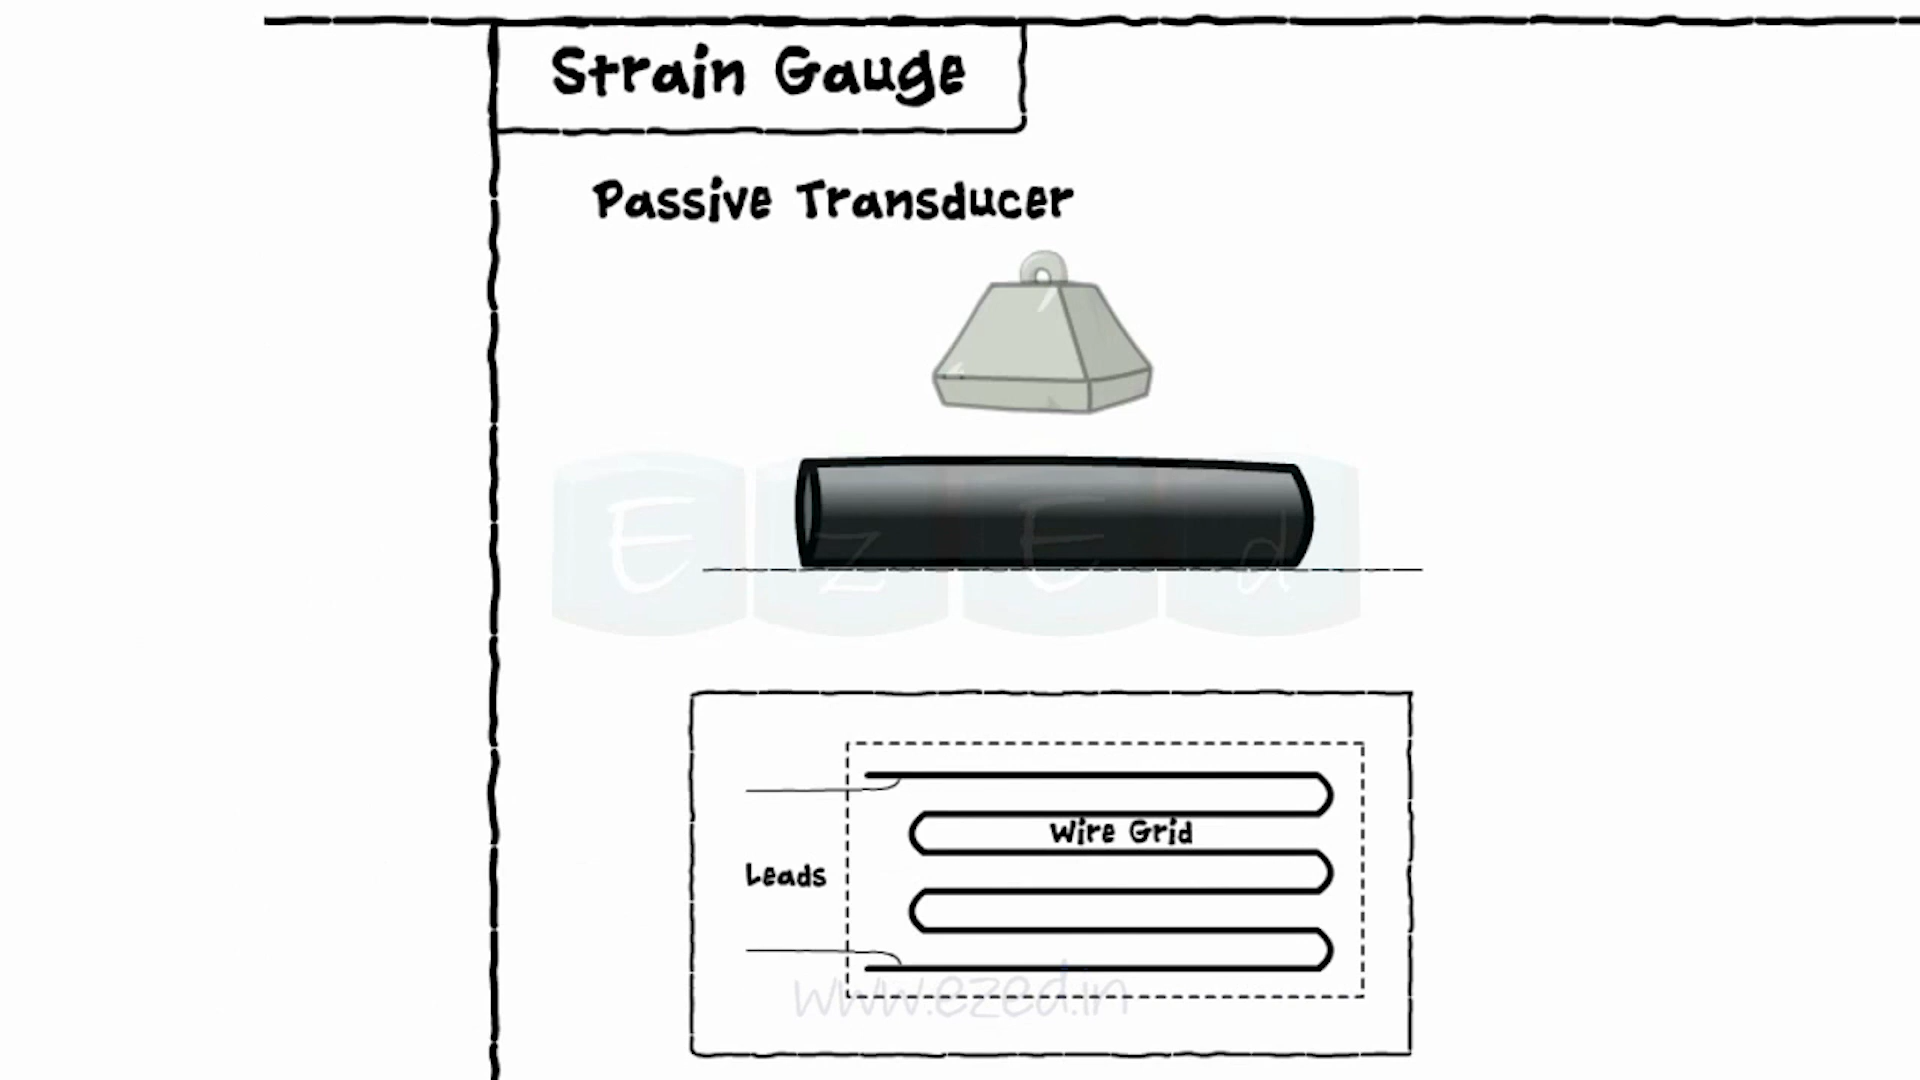 Strain Gauge
Passive Transducer
E z E d
Wire Grid
Leads
www.ezed.in